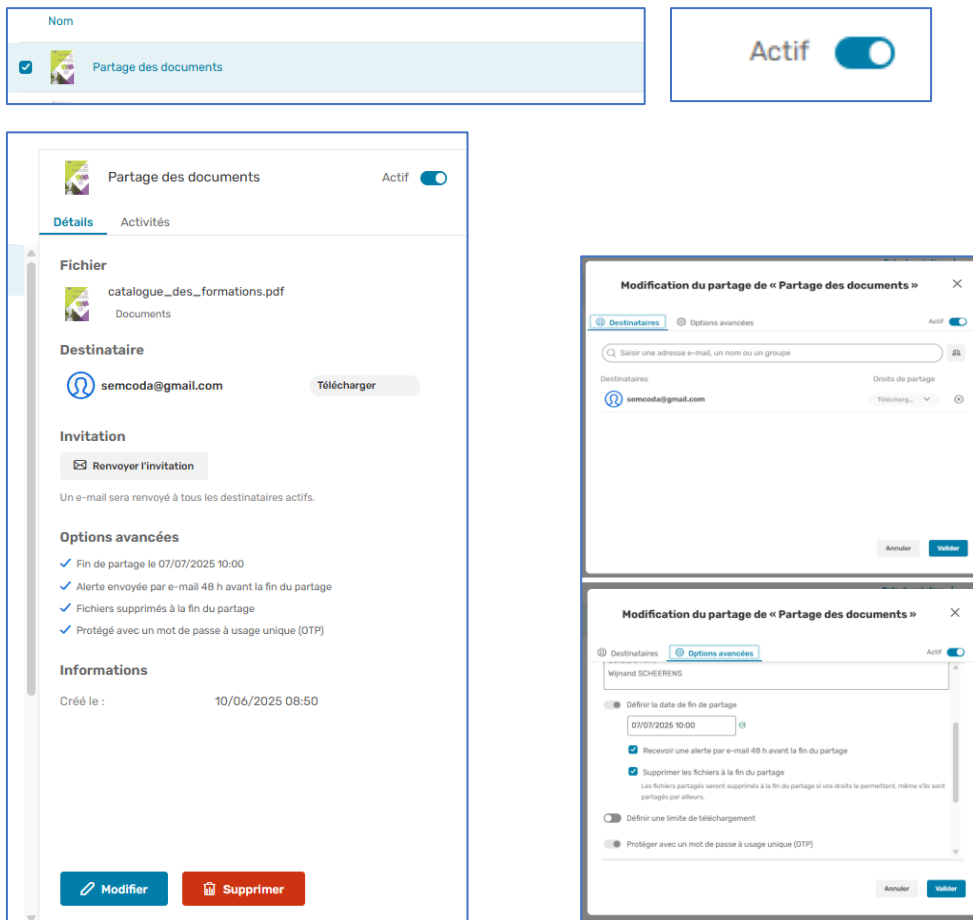 Nom
Partage des documents
Actif
Partage des documents
Actif
Détails
Activités
Fichier
catalogue_des_formations.pdf
Documents
Destinataire
semcoda@gmail.com
Télécharger
Invitation
Renvoyer l'invitation
Un e-mail sera renvoyé à tous les destinataires actifs.
Options avancées
Fin de partage le 07/07/2025 10:00
Alerte envoyée par e-mail 48 h avant la fin du partage
Fichiers supprimés à la fin du partage
Protégé avec un mot de passe à usage unique (OTP)
Informations
Créé le : 10/06/2025 08:50
Modifier
Supprimer
Modification du partage de « Partage des documents »
Destinataires
Options avancées
Actif
Saisir une adresse e-mail, un nom ou un groupe
Destinataires
Droits de partage
semcoda@gmail.com
Télécharg...
Annuler
Valider
Modification du partage de « Partage des documents »
Destinataires
Options avancées
Actif
Wijnand SCHEERENS
Définir la date de fin de partage
07/07/2025 10:00
Recevoir une alerte par e-mail 48 h avant la fin du partage
Supprimer les fichiers à la fin du partage
Les fichiers partagés seront supprimés à la fin du partage si vos droits le permettent, même s'ils sont
partagés par ailleurs.
Définir une limite de téléchargement
Protéger avec un mot de passe à usage unique (OTP)
Annuler
Valider